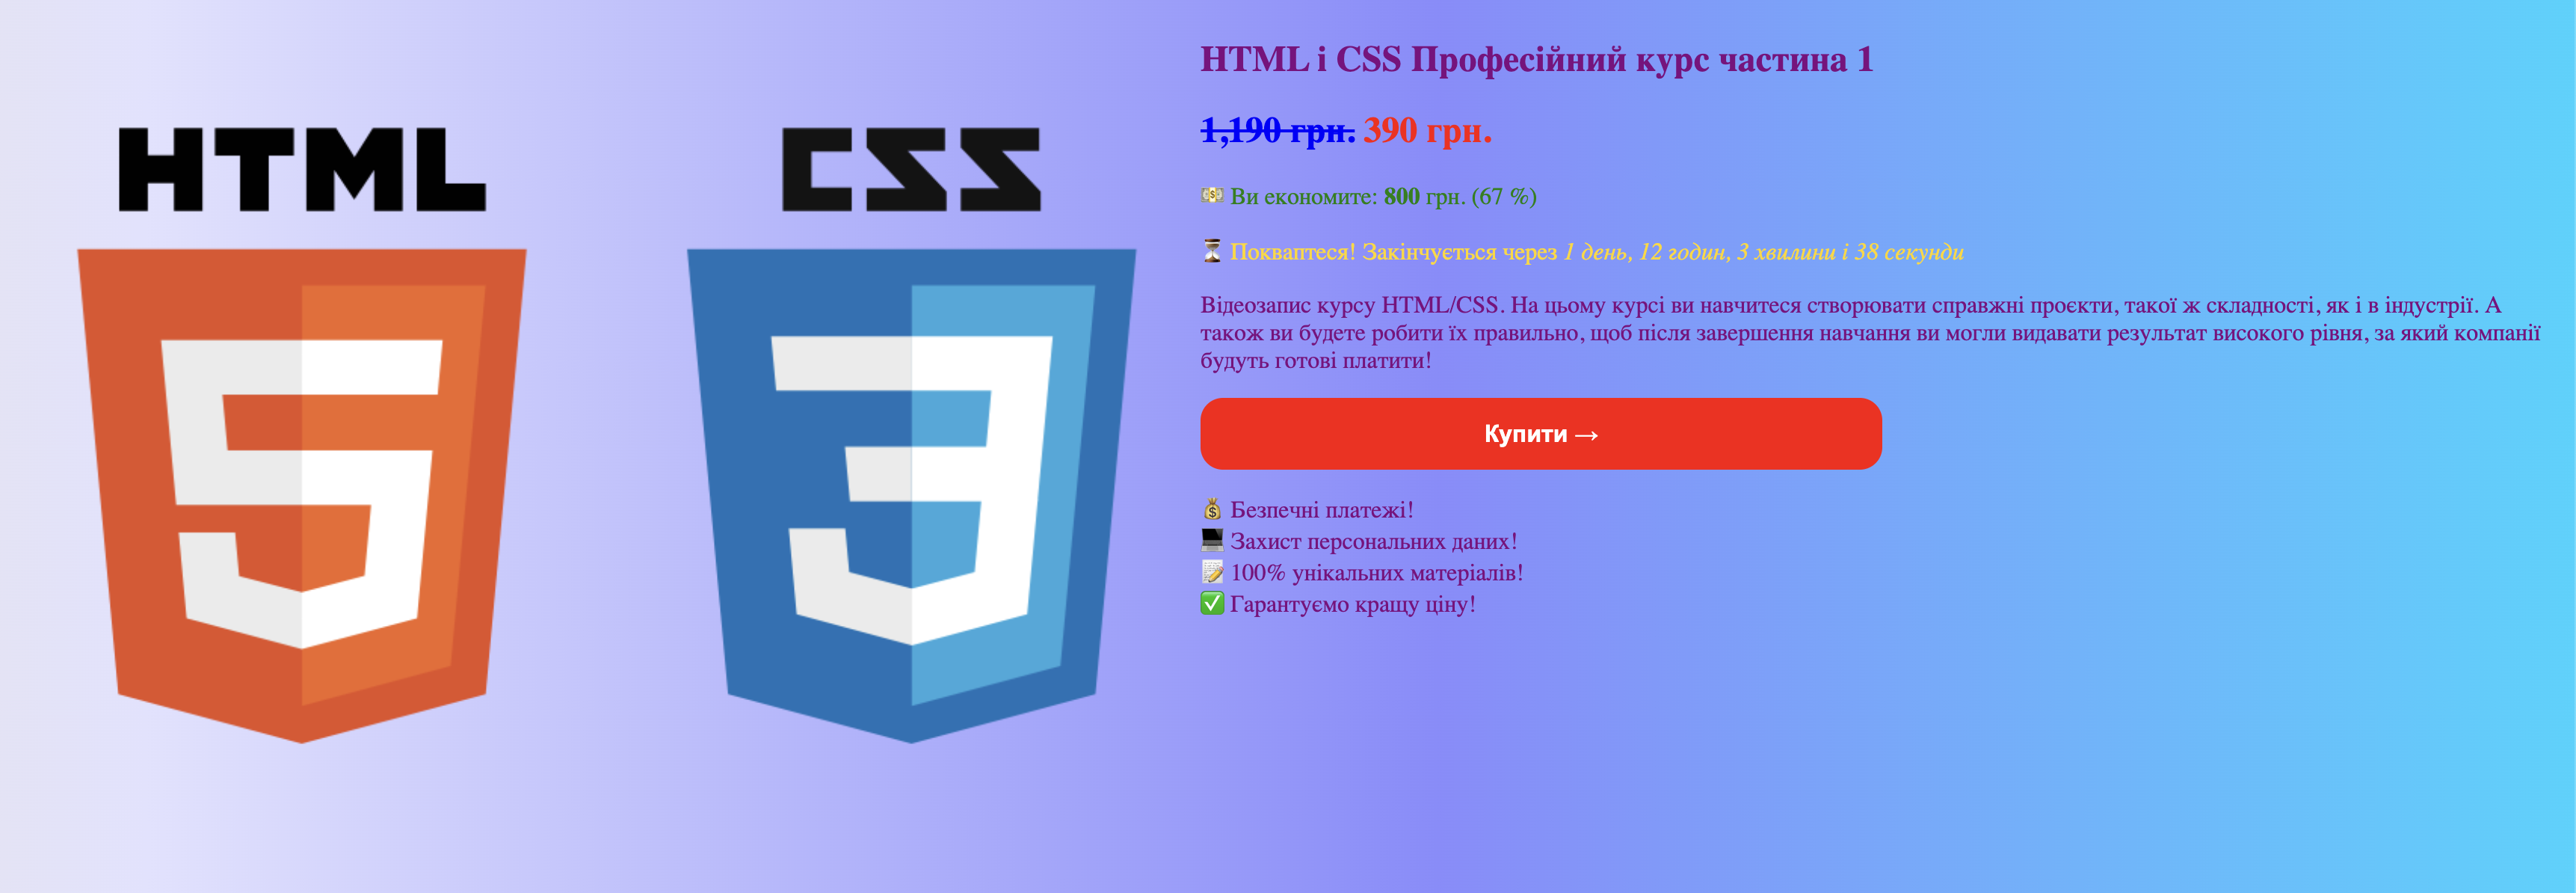 HTML
5
CSS
3
HTML і CSS Професійний курс частина 1
1,190 грн. 390 грн.
💵 Ви економите: 800 грн. (67 %)
⏳ Покваптеся! Закінчується через 1 день, 12 годин, 3 хвилини і 38 секунди
Відеозапис курсу HTML/CSS. На цьому курсі ви навчитеся створювати справжні проєкти, такої ж складності, як і в індустрії. А
також ви будете робити їх правильно, щоб після завершення навчання ви могли видавати результат високого рівня, за який компанії
будуть готові платити!
Купити →
💰 Безпечні платежі!
💻 Захист персональних даних!
📝 100% унікальних матеріалів!
✅ Гарантуємо кращу ціну!